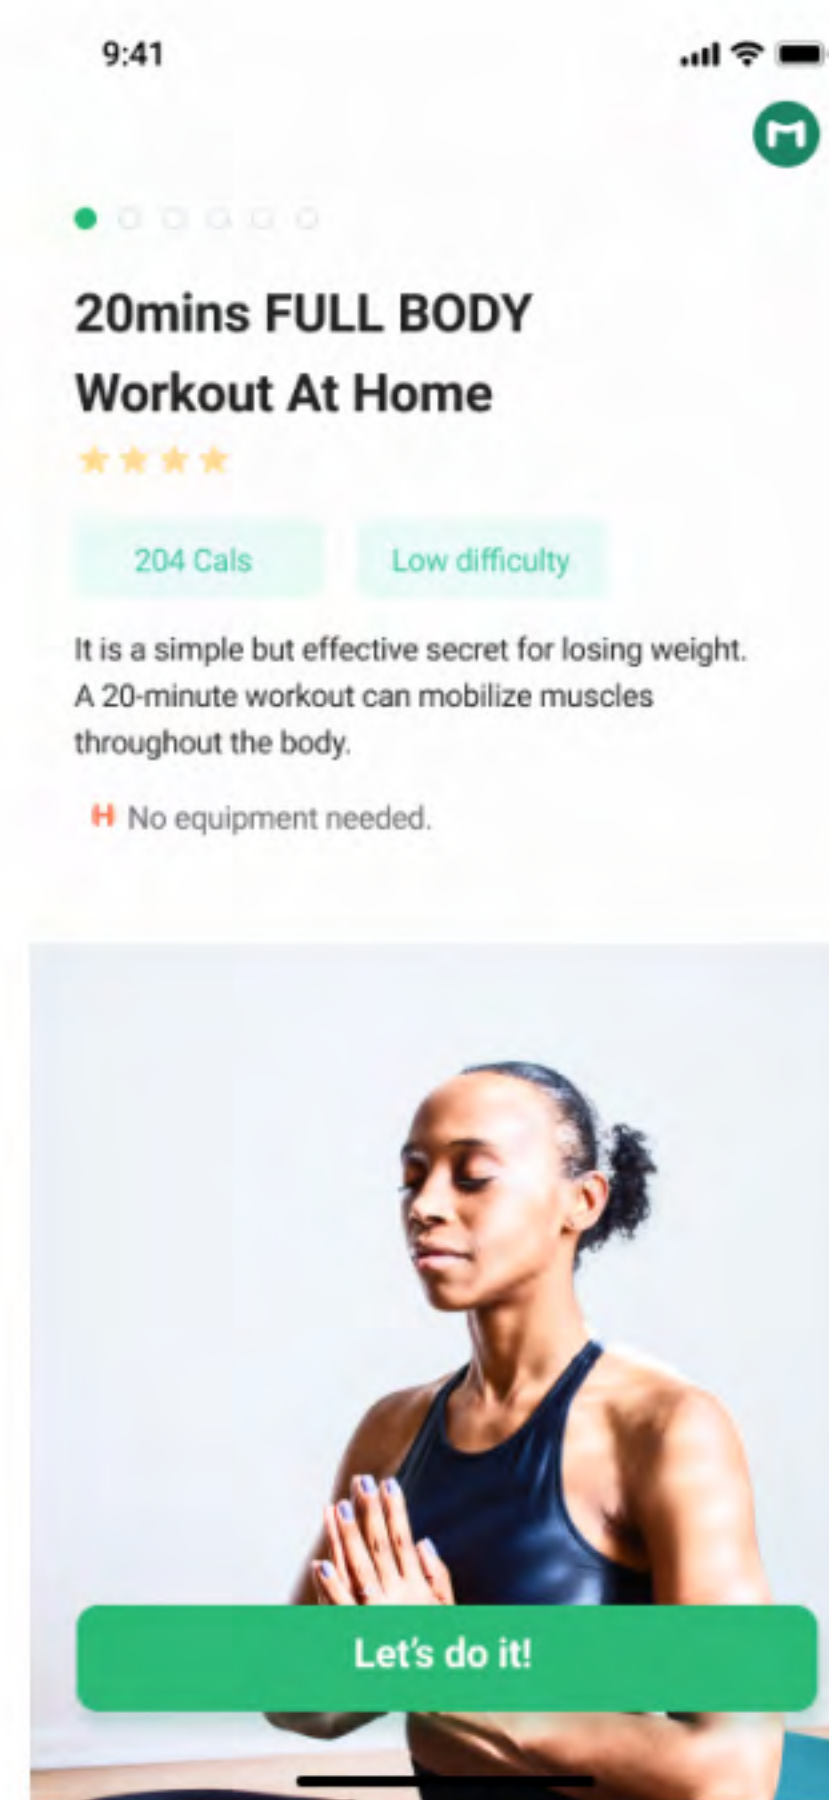 9:41
20mins FULL BODY
Workout At Home
204 Cals
Low difficulty
It is a simple but effective secret for losing weight.
A 20-minute workout can mobilize muscles
throughout the body.
No equipment needed.
Let's do it!